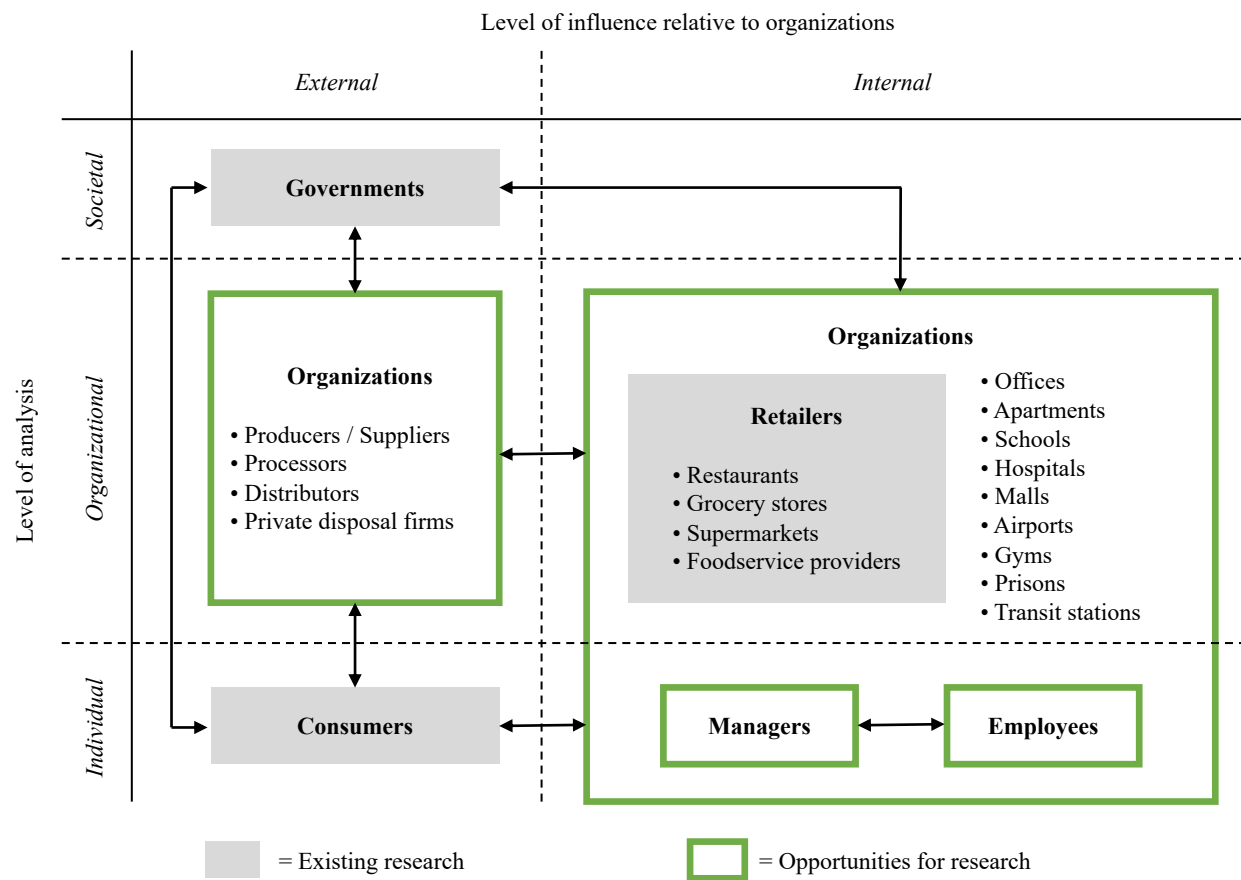 Level of influence relative to organizations
External
Internal
Level of analysis
Societal
Governments
Organizational
Organizations
• Producers / Suppliers
• Processors
• Distributors
• Private disposal firms
Organizations
Retailers
• Restaurants
• Grocery stores
• Supermarkets
• Foodservice providers
• Offices
• Apartments
• Schools
• Hospitals
• Malls
• Airports
• Gyms
• Prisons
• Transit stations
Individual
Consumers
Managers
Employees
= Existing research
= Opportunities for research